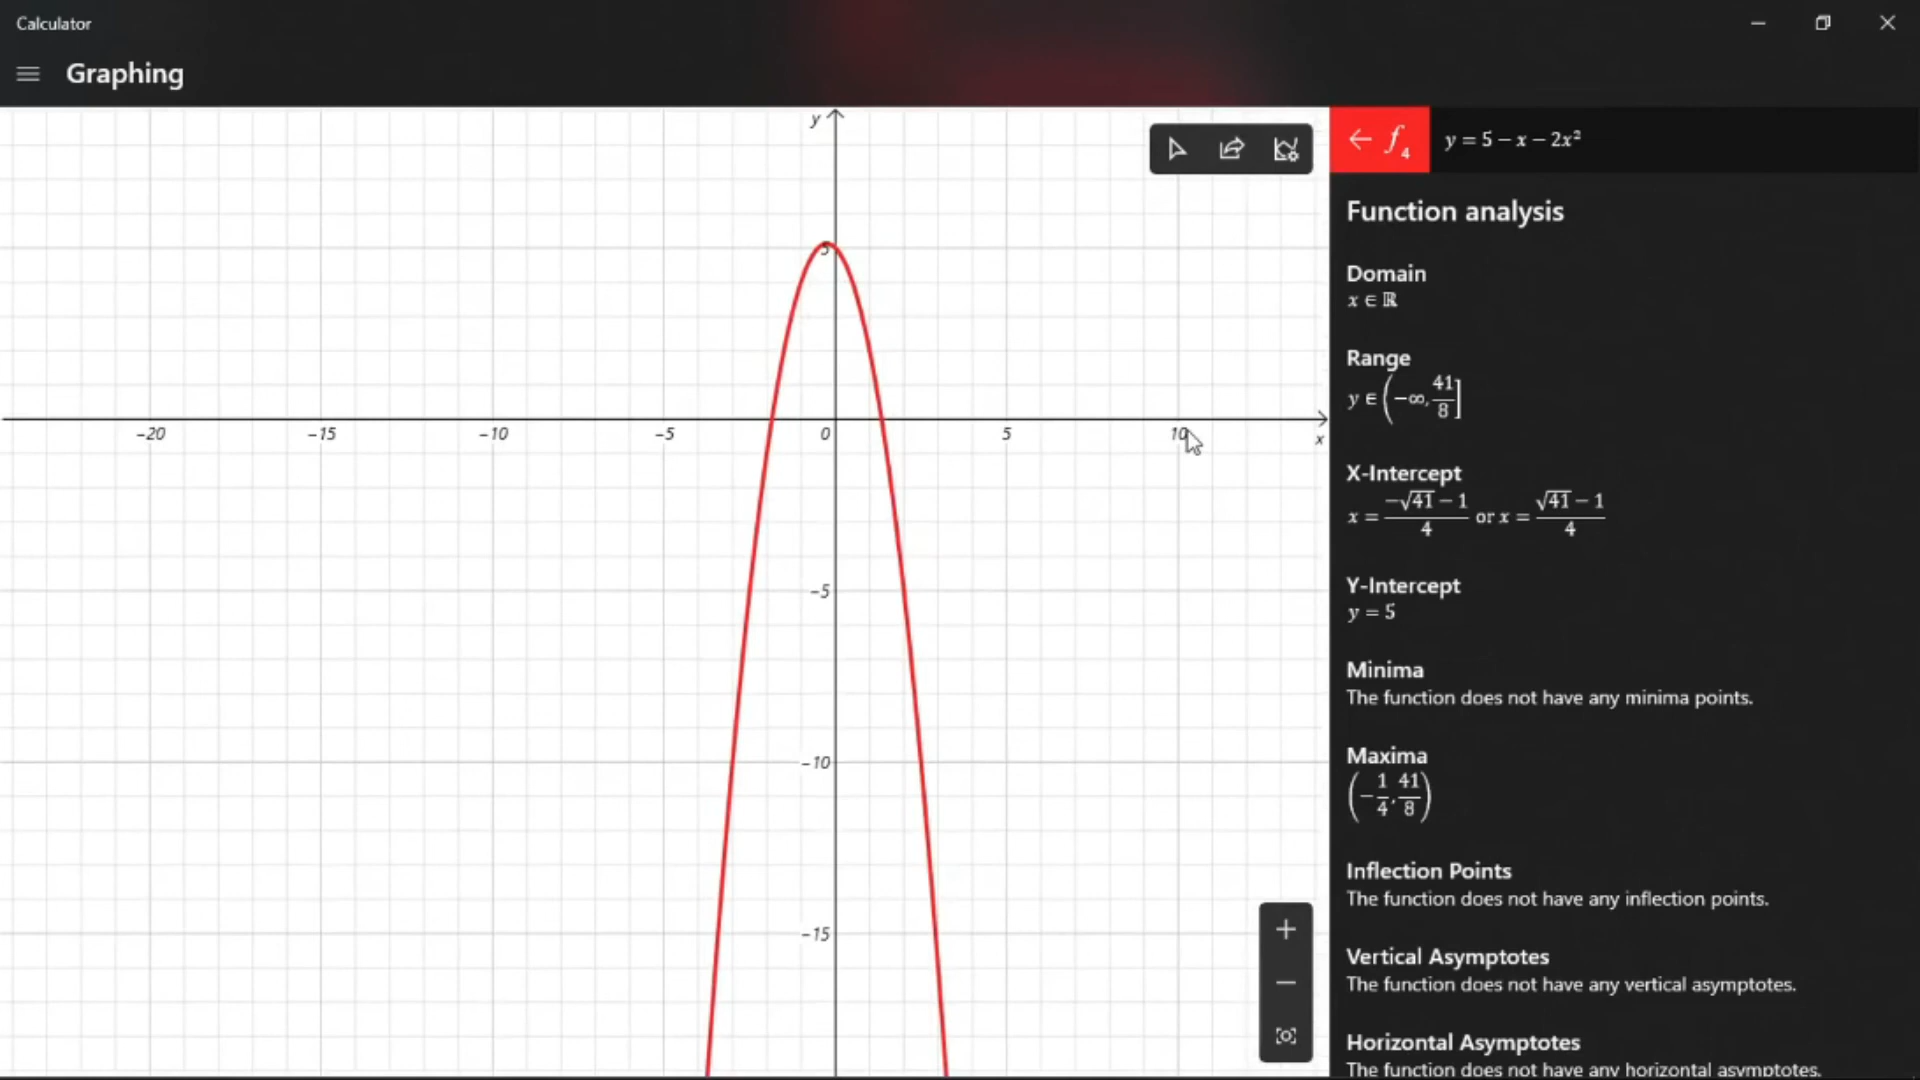 Calculator
Graphing
y
5
-20 -15 -10 -5 0 5 10 x
-5
-10
-15
f₄ y = 5 − x − 2x²
Function analysis
Domain
x ∈ ℝ
Range
y ∈ (−∞, 41/8]
X-Intercept
x = (−√41 − 1)/4 or x = (√41 − 1)/4
Y-Intercept
y = 5
Minima
The function does not have any minima points.
Maxima
(−1/4, 41/8)
Inflection Points
The function does not have any inflection points.
Vertical Asymptotes
The function does not have any vertical asymptotes.
Horizontal Asymptotes
The function does not have any horizontal asymptotes.